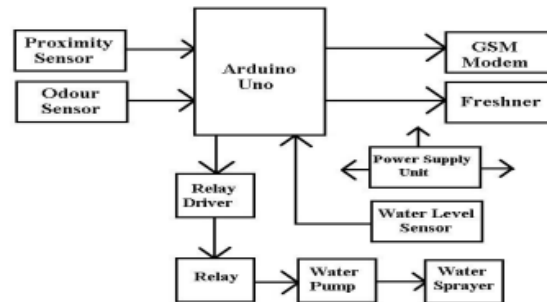 Proximity
Sensor
Odour
Sensor
Arduino
Uno
GSM
Modem
Freshner
Power Supply
Unit
Relay
Driver
Water Level
Sensor
Relay
Water
Pump
Water
Sprayer